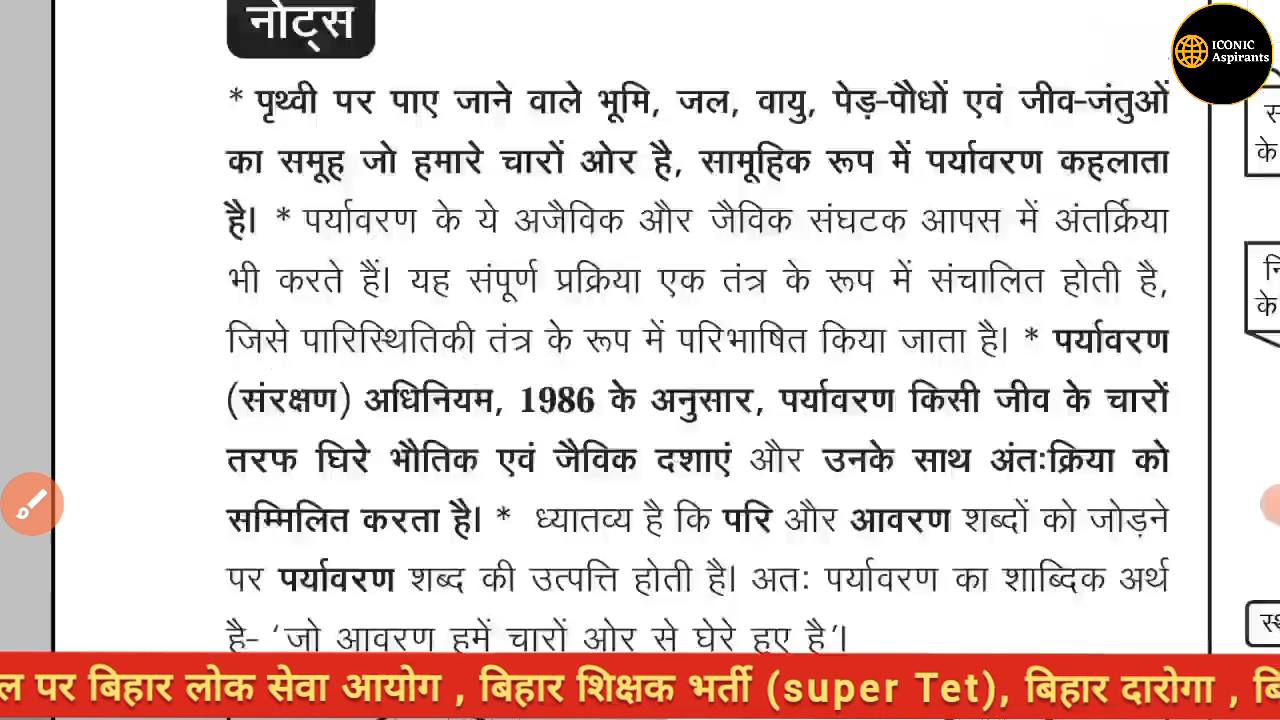 नोट्स
ICONIC
Aspirants
* पृथ्वी पर पाए जाने वाले भूमि, जल, वायु, पेड़-पौधों एवं जीव-जंतुओं
का समूह जो हमारे चारों ओर है, सामूहिक रूप में पर्यावरण कहलाता
है। * पर्यावरण के ये अजैविक और जैविक संघटक आपस में अंतर्क्रिया
भी करते हैं। यह संपूर्ण प्रक्रिया एक तंत्र के रूप में संचालित होती है,
जिसे पारिस्थितिकी तंत्र के रूप में परिभाषित किया जाता है। * पर्यावरण
(संरक्षण) अधिनियम, 1986 के अनुसार, पर्यावरण किसी जीव के चारों
तरफ घिरे भौतिक एवं जैविक दशाएं और उनके साथ अंतःक्रिया को
सम्मिलित करता है। * ध्यातव्य है कि परि और आवरण शब्दों को जोड़ने
पर पर्यावरण शब्द की उत्पत्ति होती है। अतः पर्यावरण का शाब्दिक अर्थ
है- ‘जो आवरण हमें चारों ओर से घेरे हुए है’।
के
के
पर बिहार लोक सेवा आयोग , बिहार शिक्षक भर्ती (super Tet), बिहार दारोगा ,